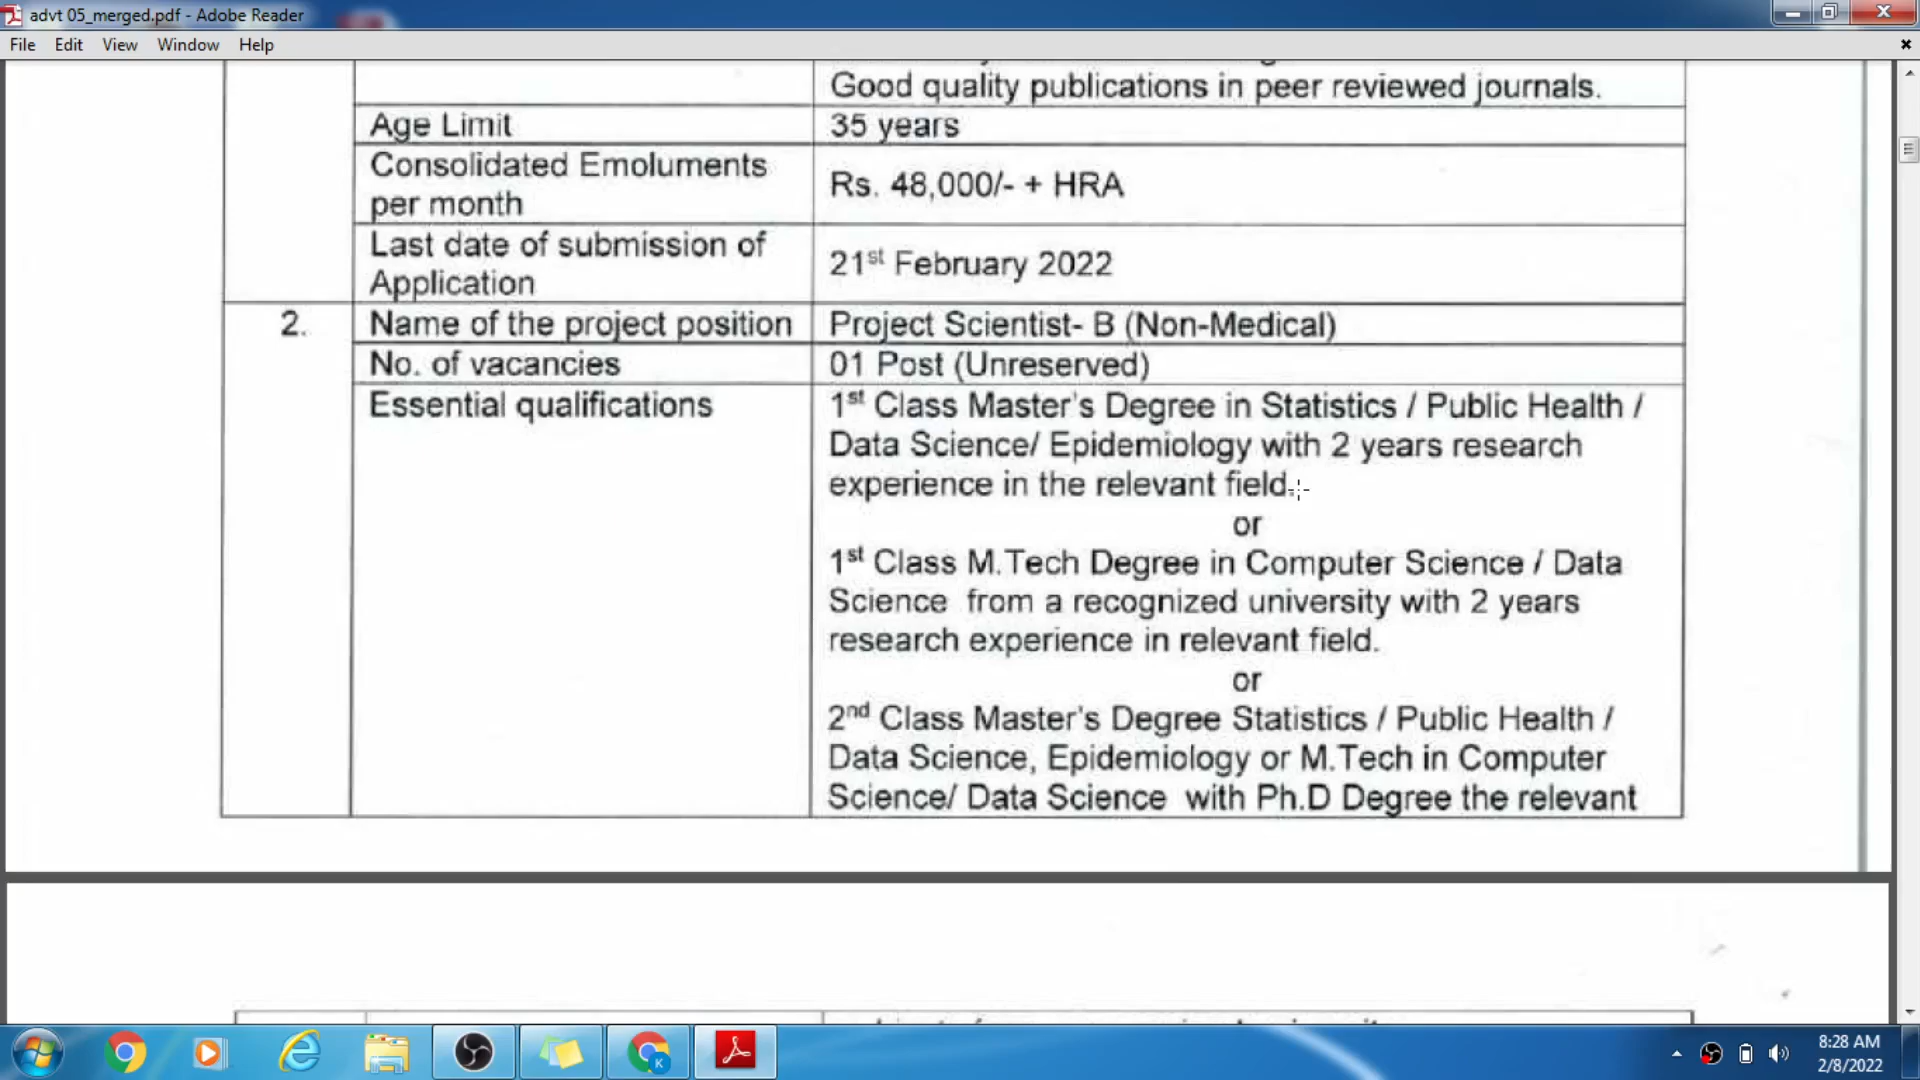 advt 05_merged.pdf - Adobe Reader
File Edit View Window Help
Good quality publications in peer reviewed journals.
Age Limit 35 years
Consolidated Emoluments
per month
Rs. 48,000/- + HRA
Last date of submission of
Application
21st February 2022
2. Name of the project position Project Scientist- B (Non-Medical)
No. of vacancies 01 Post (Unreserved)
Essential qualifications 1st Class Master's Degree in Statistics / Public Health /
Data Science/ Epidemiology with 2 years research
experience in the relevant field.
or
1st Class M.Tech Degree in Computer Science / Data
Science from a recognized university with 2 years
research experience in relevant field.
or
2nd Class Master's Degree Statistics / Public Health /
Data Science, Epidemiology or M.Tech in Computer
Science/ Data Science with Ph.D Degree the relevant
K
8:28 AM
2/8/2022